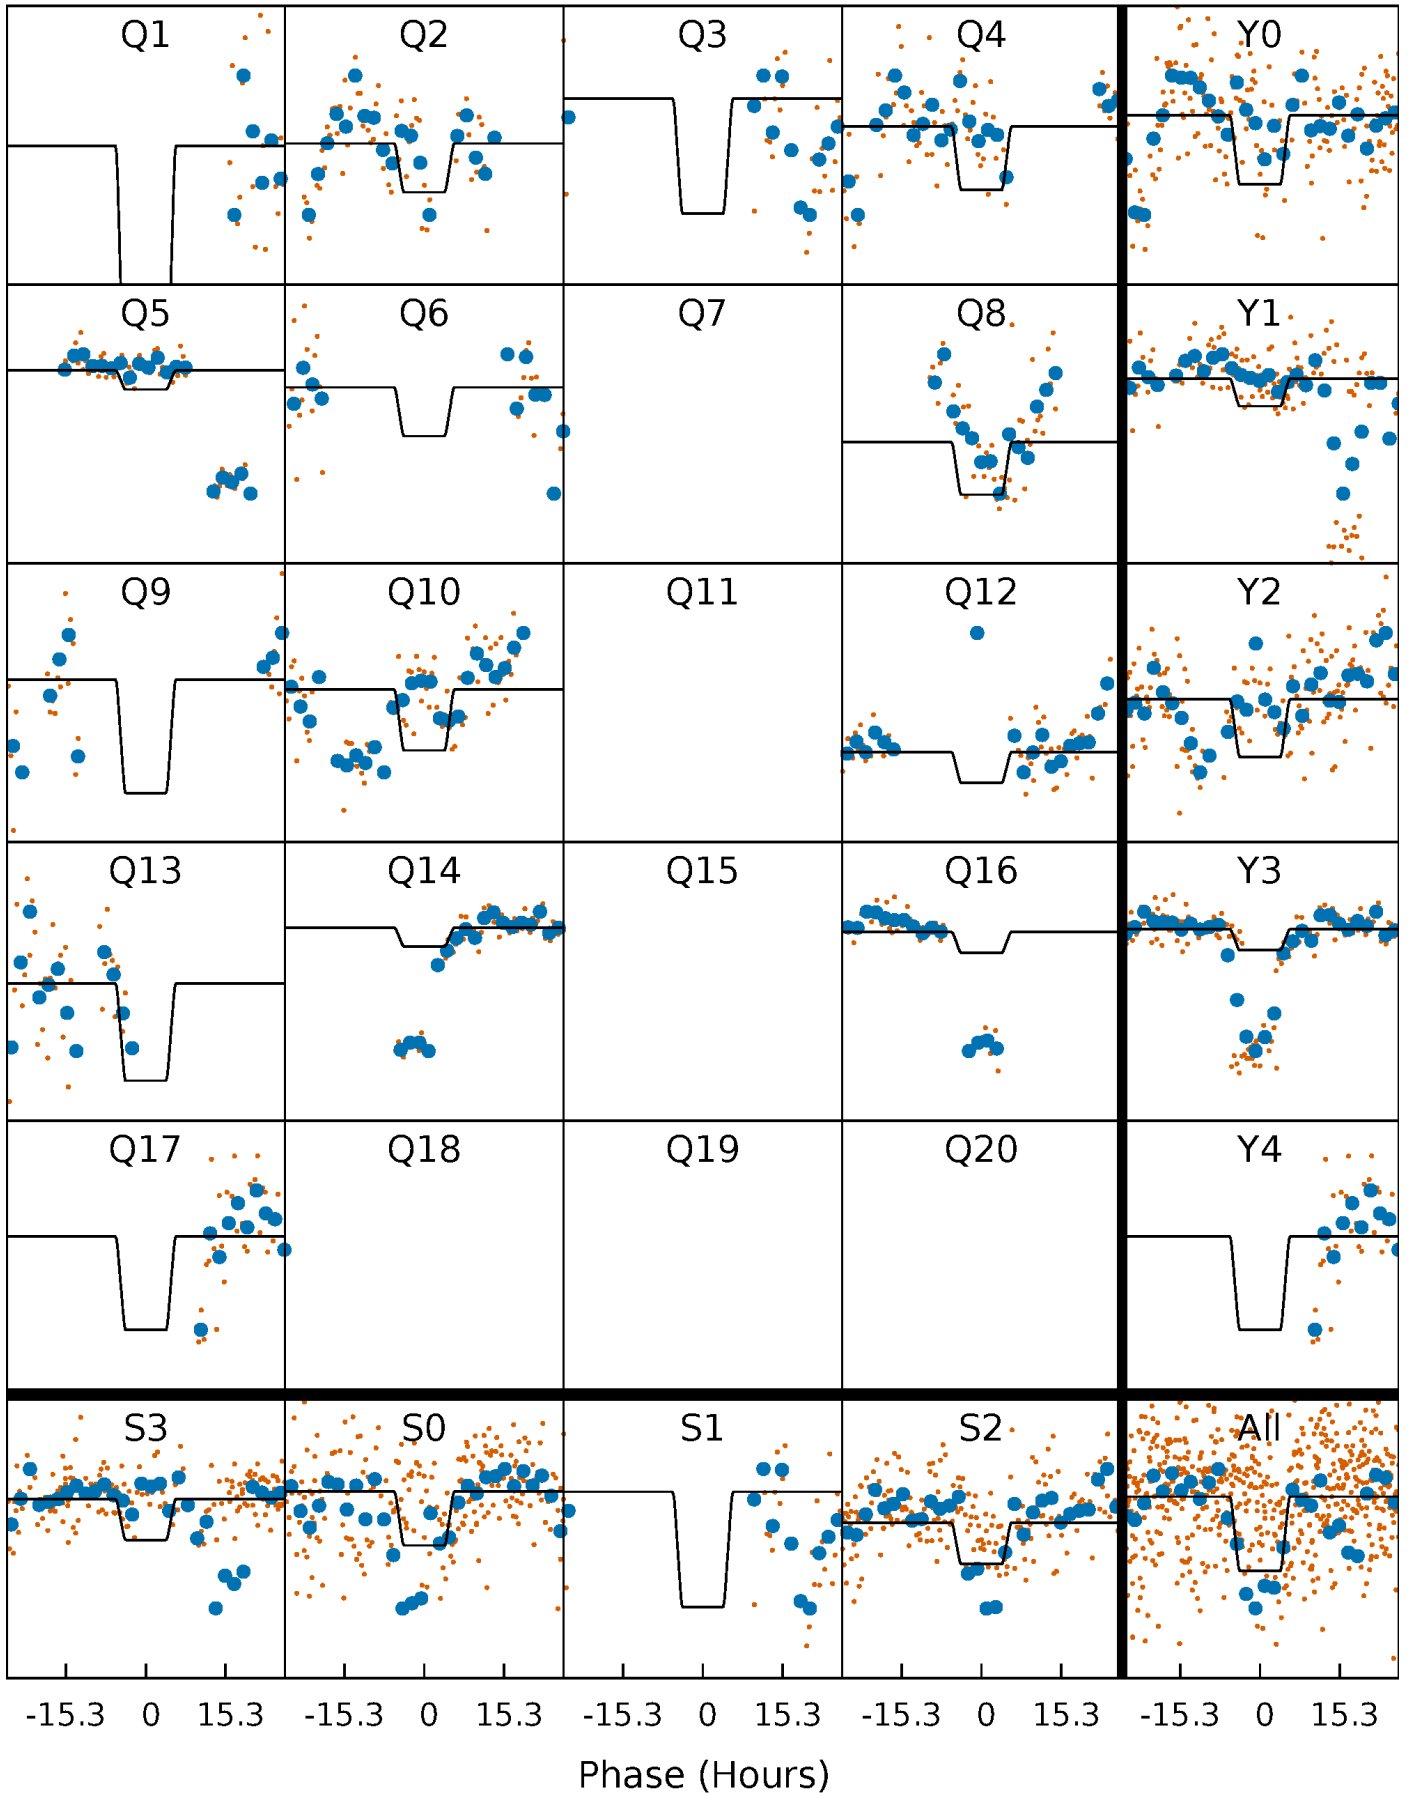 Q1 Q2 Q3 Q4 Y0
Q5 Q6 Q7 Q8 Y1
Q9 Q10 Q11 Q12 Y2
Q13 Q14 Q15 Q16 Y3
Q17 Q18 Q19 Q20 Y4
S3 S0 S1 S2 All
-15.3 0 15.3 -15.3 0 15.3 -15.3 0 15.3 -15.3 0 15.3 -15.3 0 15.3
Phase (Hours)